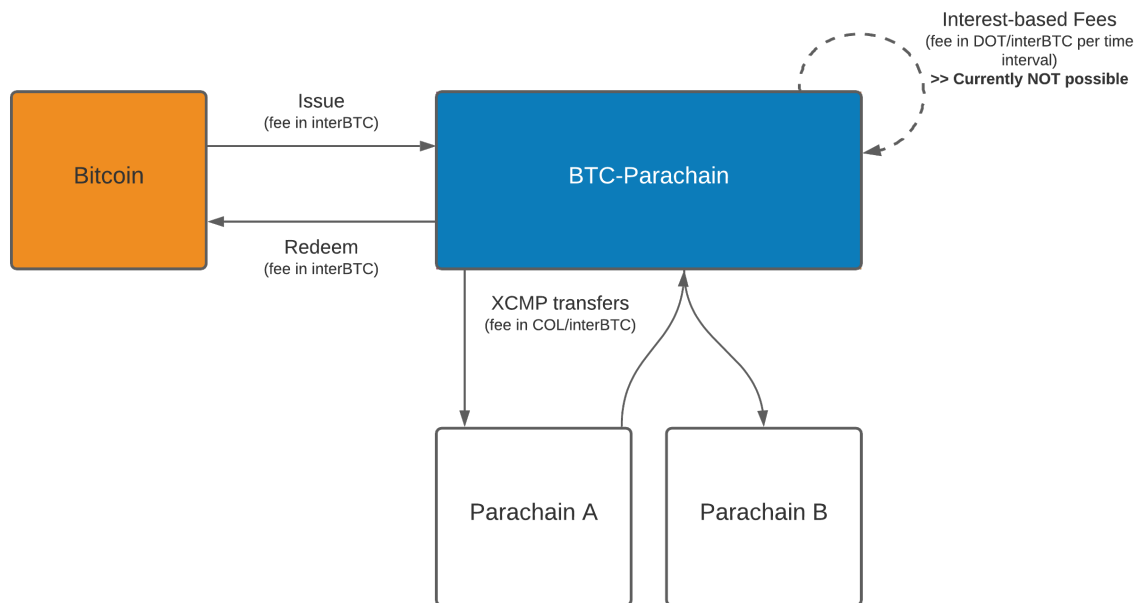 Interest-based Fees
(fee in DOT/interBTC per time
interval)
>> Currently NOT possible
Issue
(fee in interBTC)
Bitcoin
BTC-Parachain
Redeem
(fee in interBTC)
XCMP transfers
(fee in COL/interBTC)
Parachain A
Parachain B